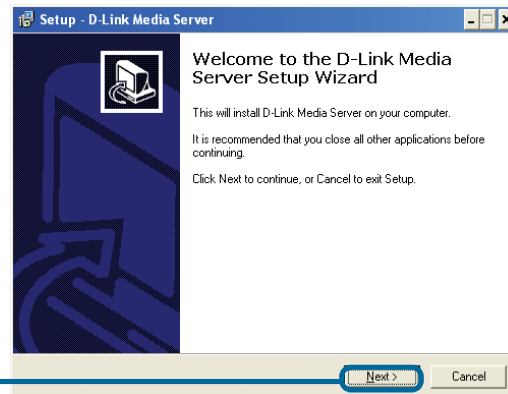 Setup - D-Link Media Server
Welcome to the D-Link Media
Server Setup Wizard
This will install D-Link Media Server on your computer.
It is recommended that you close all other applications before
continuing.
Click Next to continue, or Cancel to exit Setup.
Next >
Cancel